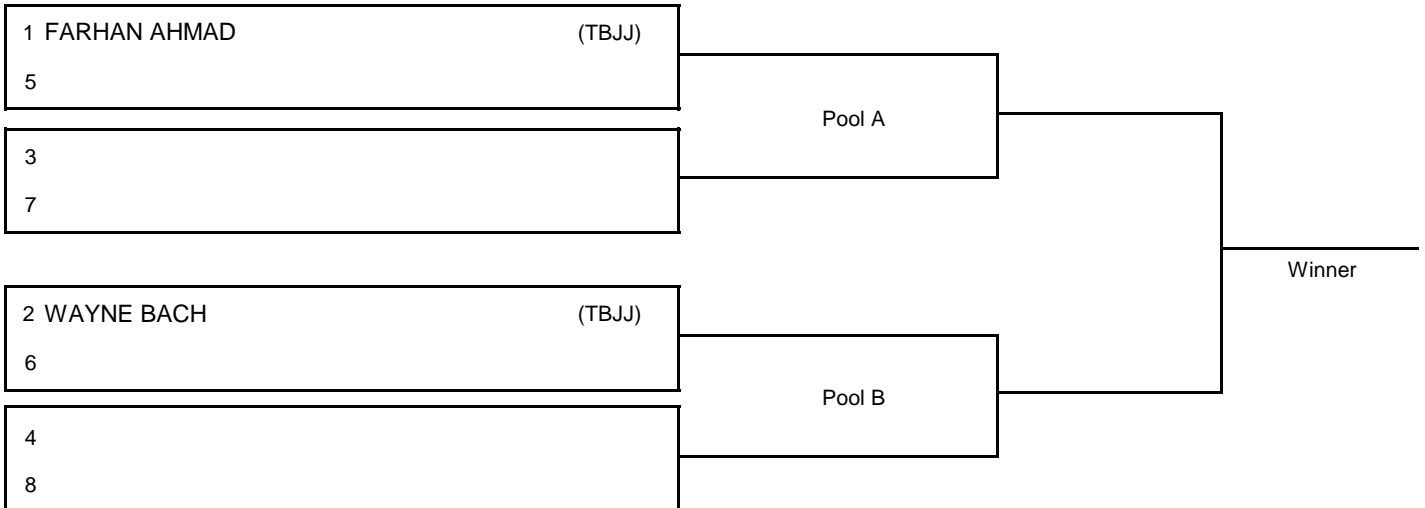 1 FARHAN AHMAD (TBJJ)
5
Pool A
3
7
Winner
2 WAYNE BACH (TBJJ)
6
Pool B
4
8